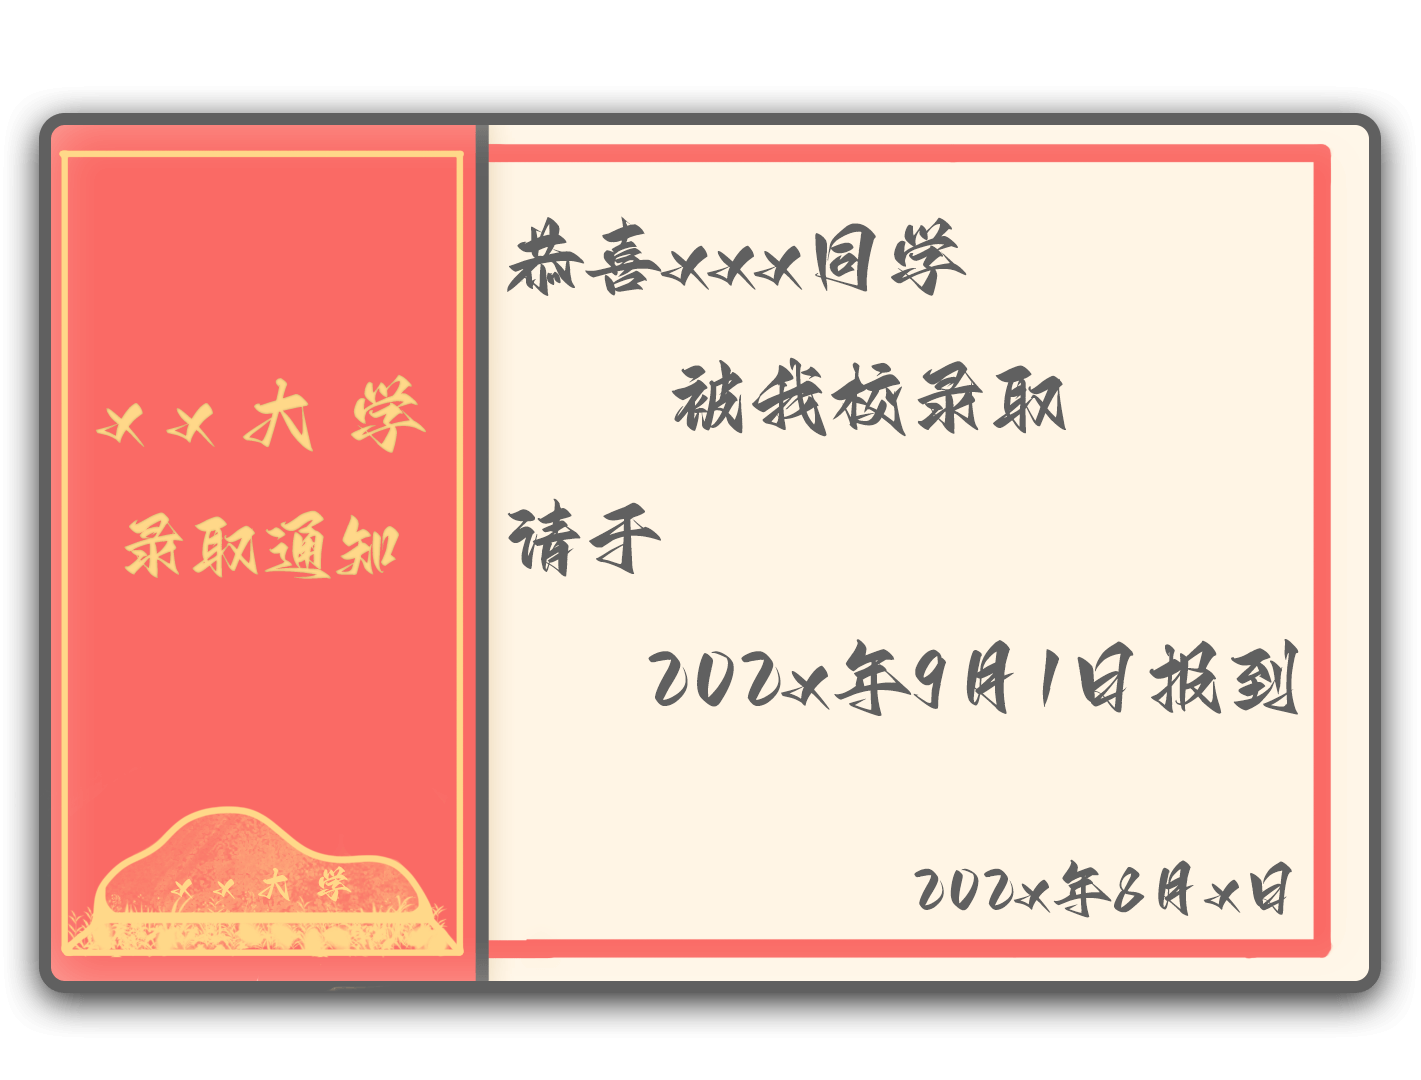 xx大学
录取通知
xx大学
恭喜xxx同学
被我校录取
请于
202x年9月1日报到
202x年8月x日